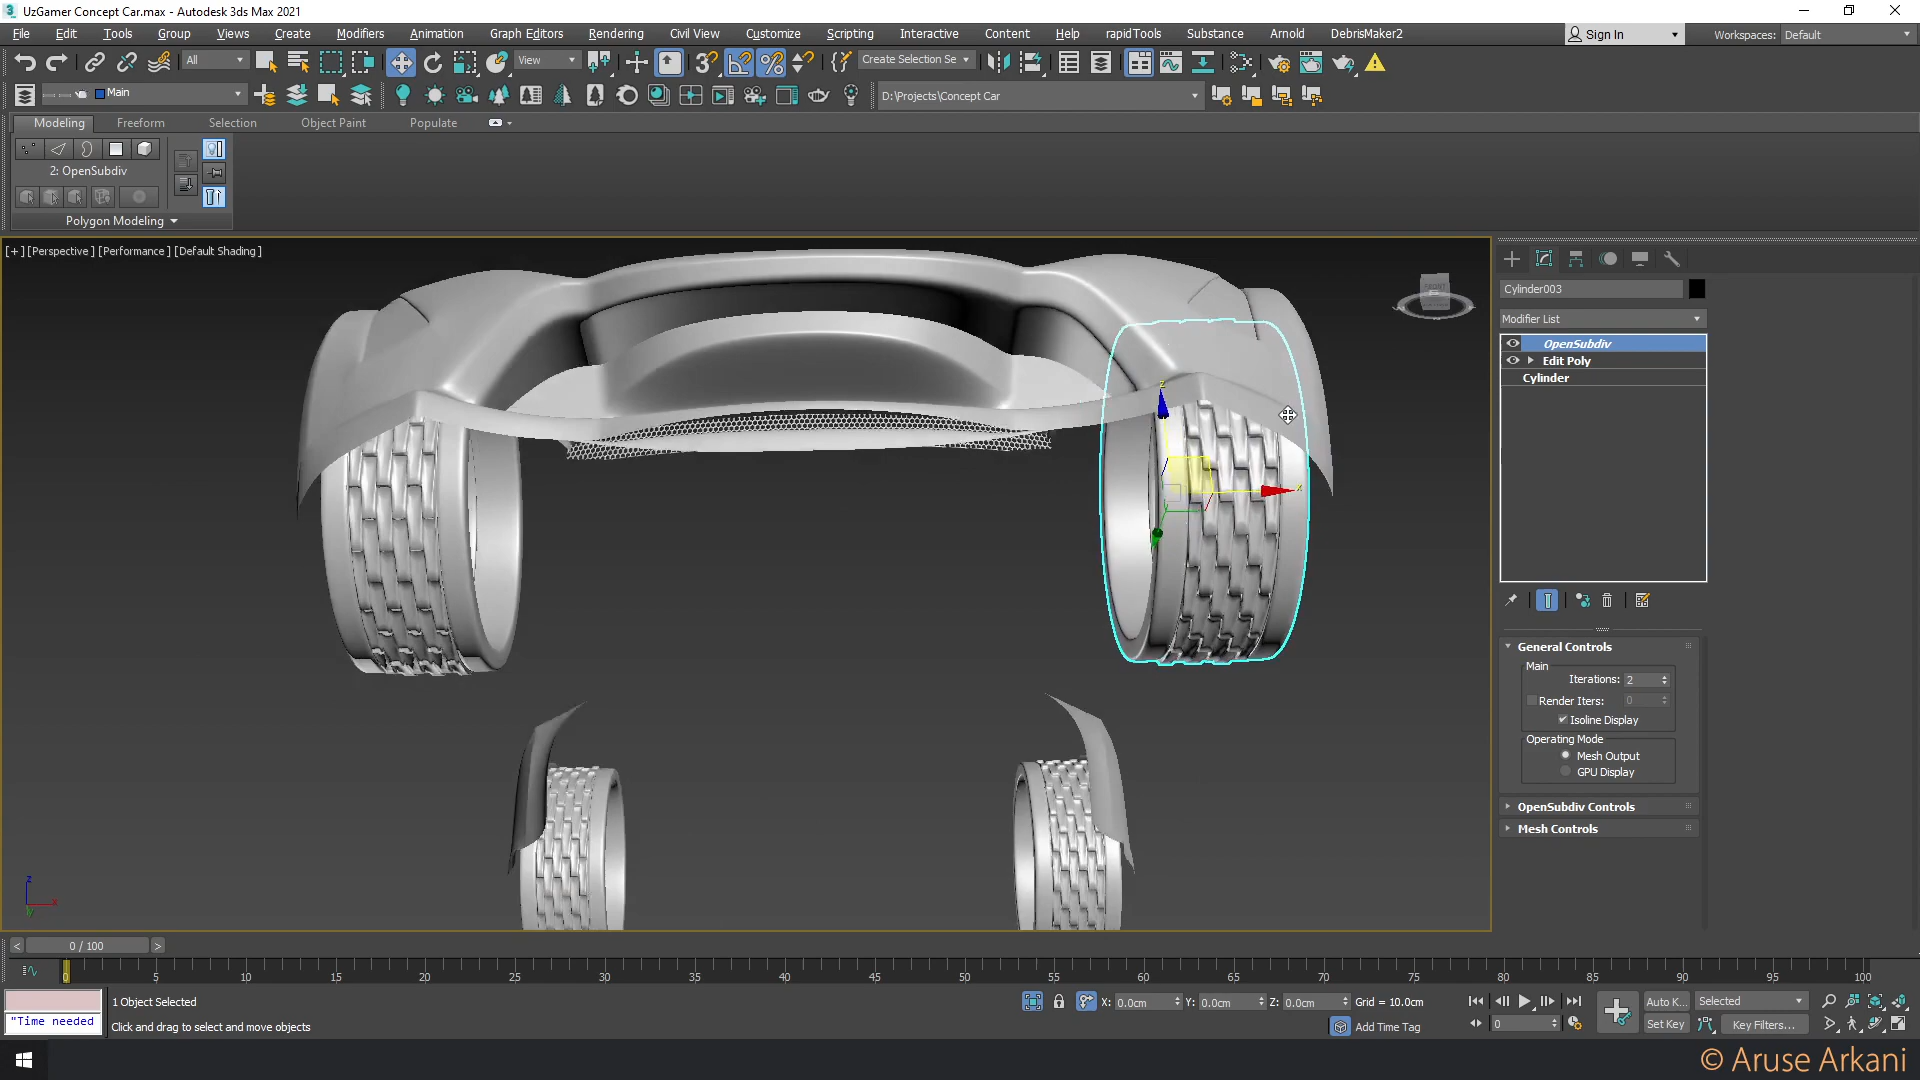 UzGamer Concept Car.max - Autodesk 3ds Max 2021
File Edit Tools Group Views Create Modifiers Animation Graph Editors Rendering Civil View Customize Scripting Interactive Content Help rapidTools Substance Arnold DebrisMaker2
Sign In
Workspaces: Default
All
View
Create Selection Se
Main
D:\Projects\Concept Car
Modeling Freeform Selection Object Paint Populate
2: OpenSubdiv
Polygon Modeling
[+] [Perspective] [Performance] [Default Shading]
FRONT
Cylinder003
Modifier List
OpenSubdiv
Edit Poly
Cylinder
z
x
General Controls
Main
Iterations: 2
Render Iters: 0
Isoline Display
Operating Mode
Mesh Output
GPU Display
OpenSubdiv Controls
Mesh Controls
z
x
y
< 0 / 100 >
0 5 10 15 20 25 30 35 40 45 50 55 60 65 70 75 80 85 90 95 100
1 Object Selected
X: 0.0cm Y: 0.0cm Z: 0.0cm Grid = 10.0cm
Auto K... Selected
"Time needed
Click and drag to select and move objects
Add Time Tag
0
Set Key Key Filters...
© Aruse Arkani